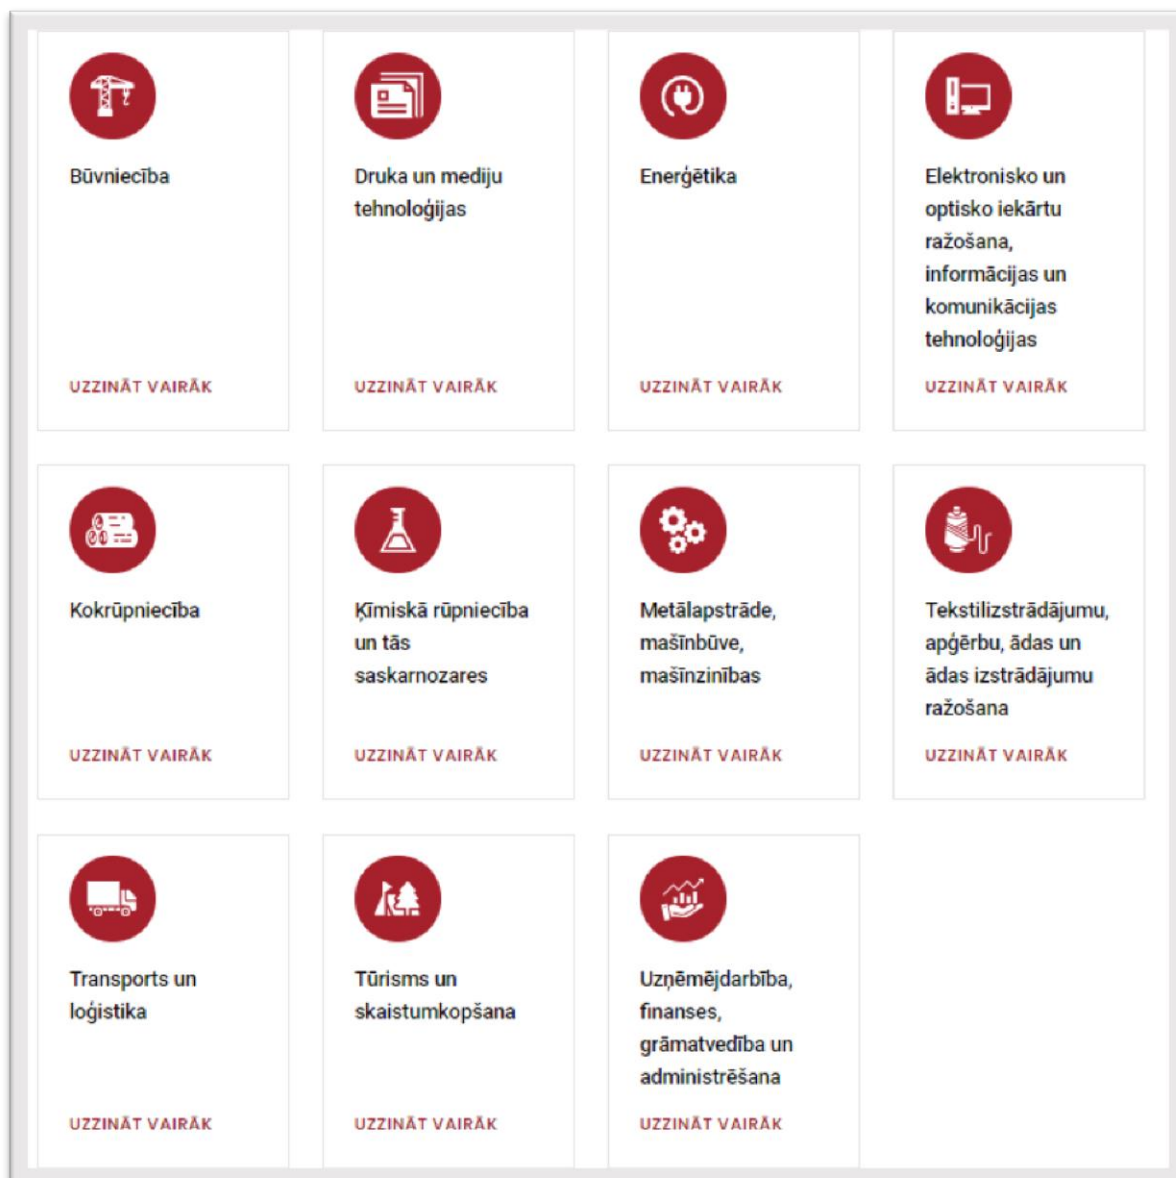 Būvniecība
UZZINĀT VAIRĀK
Druka un mediju
tehnoloģijas
UZZINĀT VAIRĀK
Enerģētika
UZZINĀT VAIRĀK
Elektronisko un
optisko iekārtu
ražošana,
informācijas un
komunikācijas
tehnoloģijas
UZZINĀT VAIRĀK
Kokrūpniecība
UZZINĀT VAIRĀK
Ķīmiskā rūpniecība
un tās
saskarnozares
UZZINĀT VAIRĀK
Metālapstrāde,
mašīnbūve,
mašīnzinības
UZZINĀT VAIRĀK
Tekstilizstrādājumu,
apģērbu, ādas un
ādas izstrādājumu
ražošana
UZZINĀT VAIRĀK
Transports un
loģistika
UZZINĀT VAIRĀK
Tūrisms un
skaistumkopšana
UZZINĀT VAIRĀK
Uzņēmējdarbība,
finanses,
grāmatvedība un
administrēšana
UZZINĀT VAIRĀK